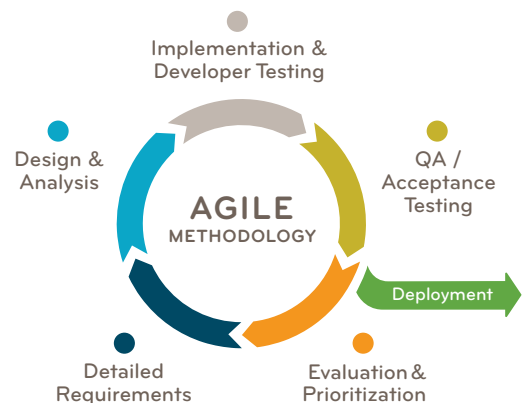 Implementation &
Developer Testing
Design &
Analysis
QA /
Acceptance
Testing
AGILE
METHODOLOGY
Deployment
Detailed
Requirements
Evaluation &
Prioritization